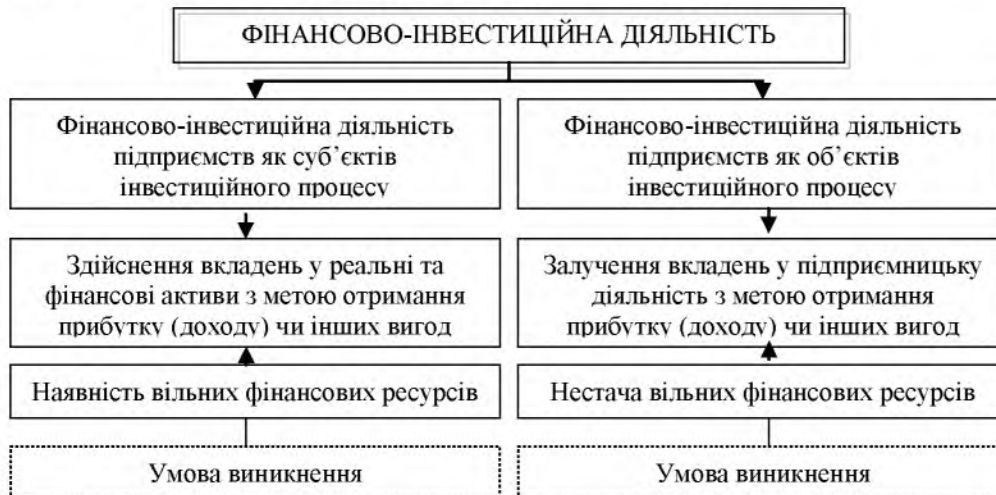 ФІНАНСОВО-ІНВЕСТИЦІЙНА ДІЯЛЬНІСТЬ
Фінансово-інвестиційна діяльність
підприємств як суб’єктів
інвестиційного процесу
Фінансово-інвестиційна діяльність
підприємств як об’єктів
інвестиційного процесу
Здійснення вкладень у реальні та
фінансові активи з метою отримання
прибутку (доходу) чи інших вигод
Залучення вкладень у підприємницьку
діяльність з метою отримання
прибутку (доходу) чи інших вигод
Наявність вільних фінансових ресурсів
Нестача вільних фінансових ресурсів
Умова виникнення
Умова виникнення